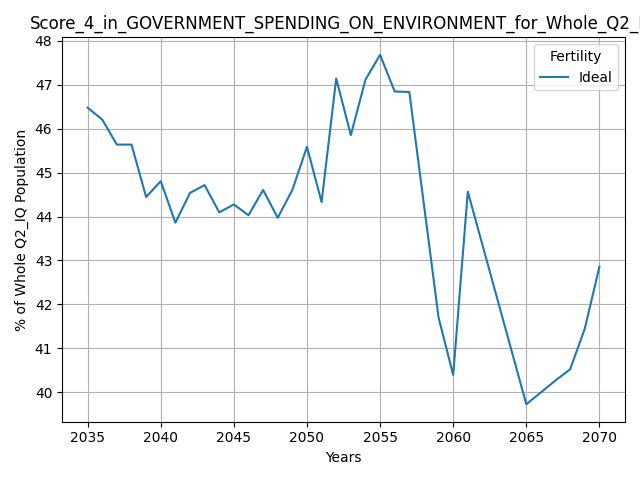 Score_4_in_GOVERNMENT_SPENDING_ON_ENVIRONMENT_for_Whole_Q2_
Fertility
Ideal
% of Whole Q2_IQ Population
48
47
46
45
44
43
42
41
40
2035 2040 2045 2050 2055 2060 2065 2070
Years